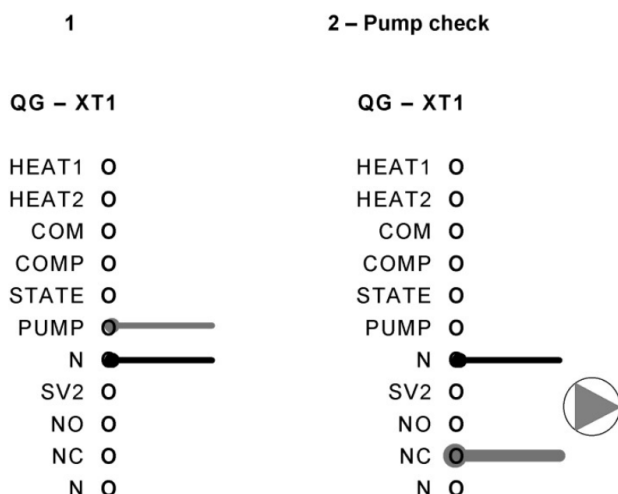 1
QG – XT1
HEAT1 O
HEAT2 O
COM O
COMP O
STATE O
PUMP O
N
SV2 O
NO O
NC O
N O
2 – Pump check
QG – XT1
HEAT1 O
HEAT2 O
COM O
COMP O
STATE O
PUMP O
N
SV2 O
NO O
NC O
N O